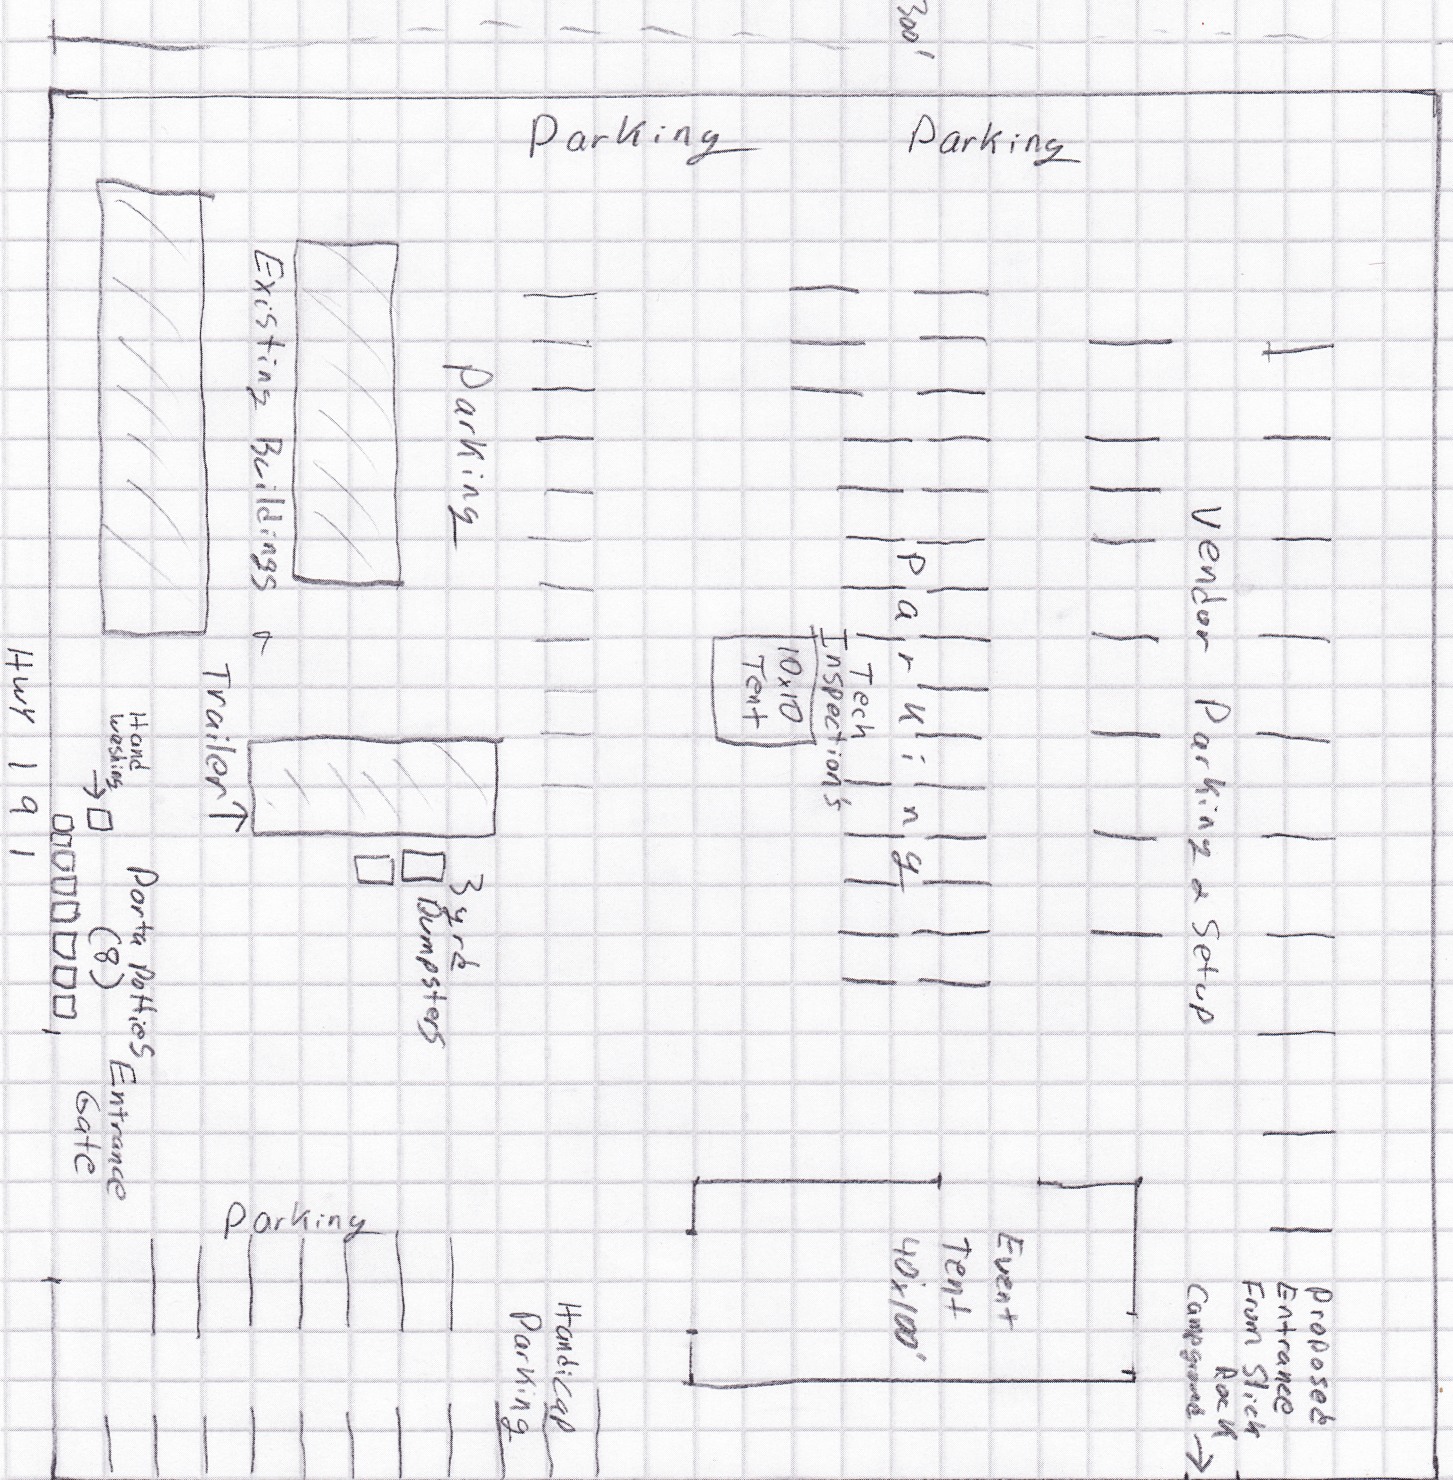 300'
Parking
Parking
Existing Buildings
Parking
Vendor Parking & Setup
Parking
Tech
Inspection's
10x10
Tent
Trailer
Hwy 191
Hand
washing
3 yrd
Dumpsters
Porta Potties
(8)
Entrance
Gate
Parking
Handicap
Parking
Event
Tent
40'x100'
Proposed
Entrance
From Slick
Rock
Campground